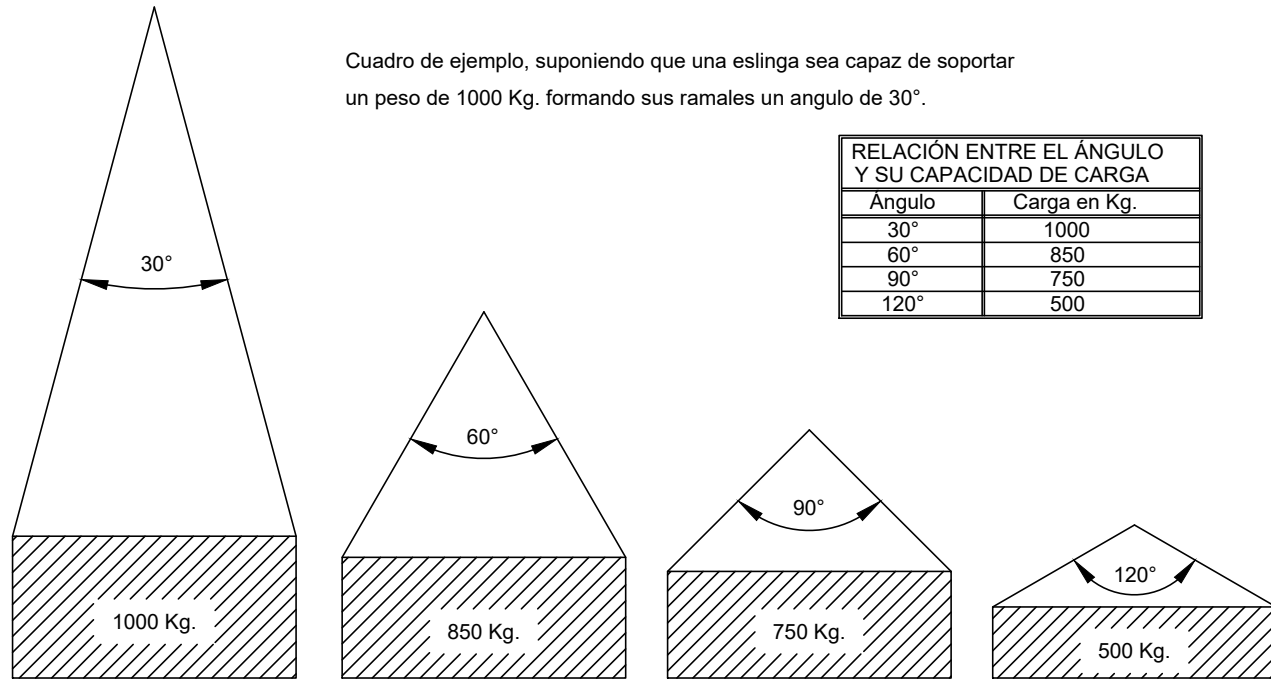 Cuadro de ejemplo, suponiendo que una eslinga sea capaz de soportar
un peso de 1000 Kg. formando sus ramales un angulo de 30°.
RELACIÓN ENTRE EL ÁNGULO
Y SU CAPACIDAD DE CARGA
Ángulo Carga en Kg.
30° 1000
60° 850
90° 750
120° 500
30°
60°
90°
120°
1000 Kg.
850 Kg.
750 Kg.
500 Kg.